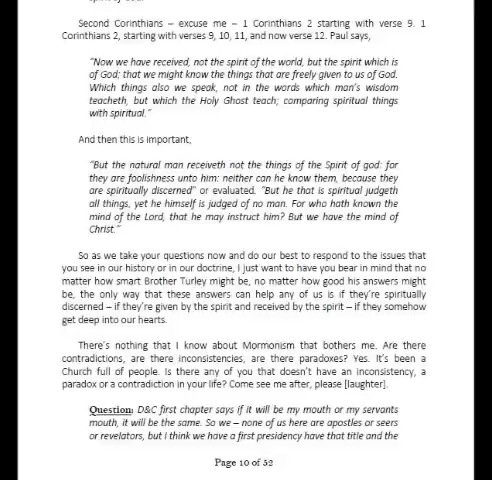 Second Corinthians – excuse me – 1 Corinthians 2 starting with verse 9. 1
Corinthians 2, starting with verses 9, 10, 11, and now verse 12. Paul says,
"Now we have received, not the spirit of the world, but the spirit which is
of God; that we might know the things that are freely given to us of God.
Which things also we speak, not in the words which man's wisdom
teacheth, but which the Holy Ghost teach; comparing spiritual things
with spiritual."
And then this is important,
"But the natural man receiveth not the things of the Spirit of god: for
they are foolishness unto him: neither can he know them, because they
are spiritually discerned" or evaluated. "But he that is spiritual judgeth
all things, yet he himself is judged of no man. For who hath known the
mind of the Lord, that he may instruct him? But we have the mind of
Christ."
So as we take your questions now and do our best to respond to the issues that
you see in our history or in our doctrine, I just want to have you bear in mind that no
matter how smart Brother Turley might be, no matter how good his answers might
be, the only way that these answers can help any of us is if they're spiritually
discerned – if they're given by the spirit and received by the spirit – if they somehow
get deep into our hearts.
There's nothing that I know about Mormonism that bothers me. Are there
contradictions, are there inconsistencies, are there paradoxes? Yes. It's been a
Church full of people. Is there any of you that doesn't have an inconsistency, a
paradox or a contradiction in your life? Come see me after, please [laughter].
Question: D&C first chapter says if it will be my mouth or my servants
mouth, it will be the same. So we – none of us here are apostles or seers
or revelators, but I think we have a first presidency have that title and the
Page 10 of 52